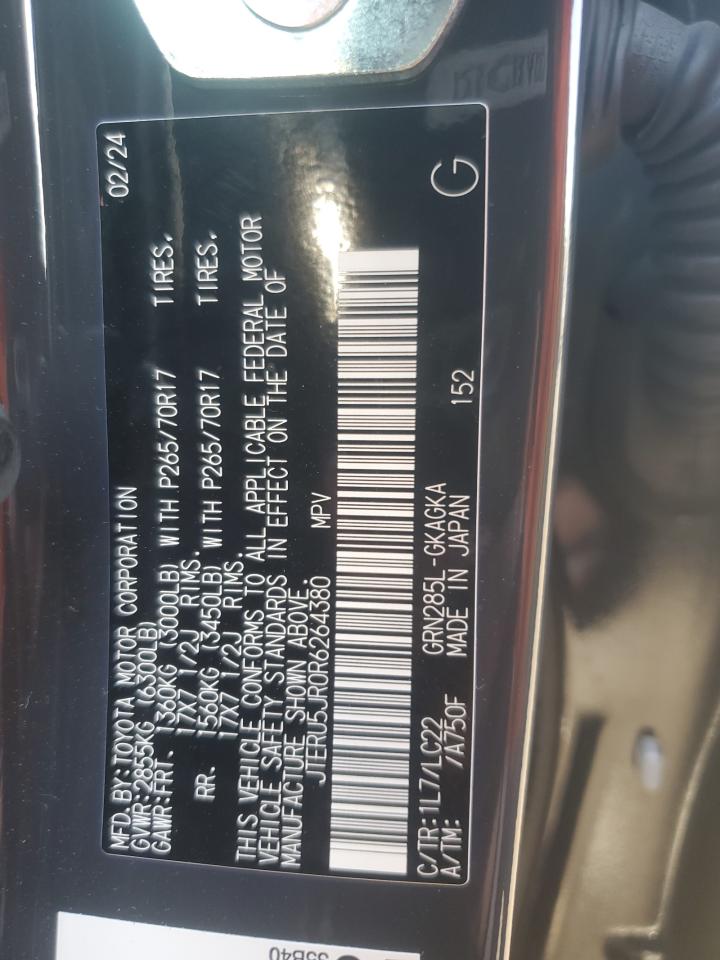 MFD. BY: TOYOTA MOTOR CORPORATION 02/24
GVWR: 2855KG (6300LB)
GAWR: FRT. 1360KG (3000LB) WITH P265/70R17 TIRES,
17X7 1/2J RIMS.
RR. 1560KG (3450LB) WITH P265/70R17 TIRES,
17X7 1/2J RIMS.
THIS VEHICLE CONFORMS TO ALL APPLICABLE FEDERAL MOTOR
VEHICLE SAFETY STANDARDS IN EFFECT ON THE DATE OF
MANUFACTURE SHOWN ABOVE.
JTERU5JR0R6264380 MPV
C/TR: 1L7/LC22 GRN285L-GKAGKA
A/TM: /A750F MADE IN JAPAN 152 G